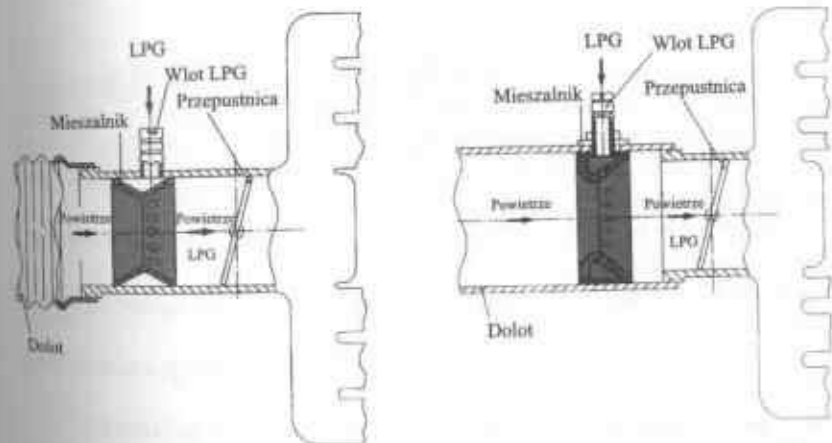 LPG
Wlot LPG
Przepustnica
Mieszalnik
Powietrze
Powietrze
LPG
Dolot
LPG
Wlot LPG
Mieszalnik
Przepustnica
Powietrze
Powietrze
LPG
Dolot